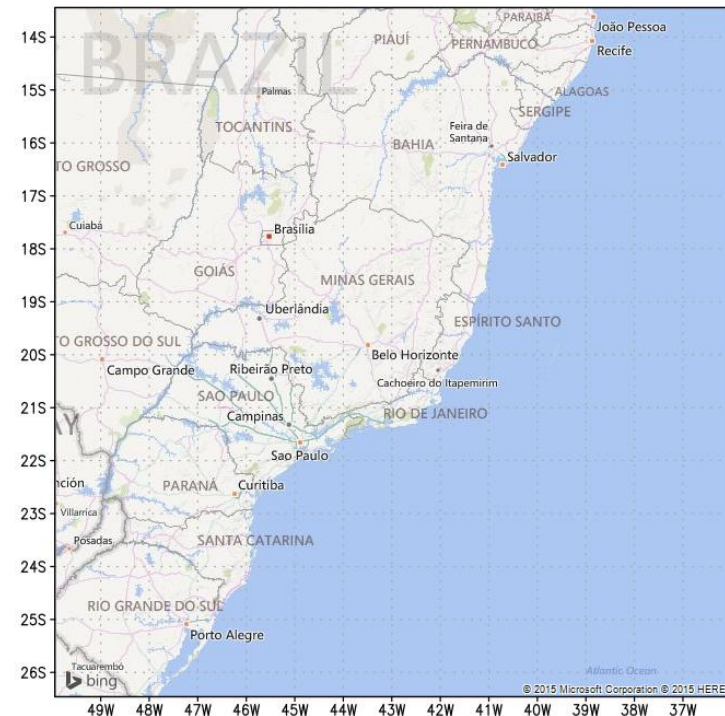 PARAÍBA
João Pessoa
14S
PIAUÍ
PERNAMBUCO
Recife
BRAZIL
15S
Palmas
ALAGOAS
SERGIPE
TOCANTINS
Feira de
Santana
16S
BAHIA
Salvador
TO GROSSO
17S
Cuiabá
Brasília
18S
GOIÁS
MINAS GERAIS
19S
Uberlândia
ESPÍRITO SANTO
TO GROSSO DO SUL
20S
Belo Horizonte
Campo Grande
Ribeirão Preto
Cachoeiro do Itapemirim
SAO PAULO
21S
Campinas
RIO DE JANEIRO
AY
Sao Paulo
22S
nción
PARANÁ
Curitiba
Villarrica
23S
Posadas
SANTA CATARINA
24S
RIO GRANDE DO SUL
25S
Porto Alegre
Tacuarembó
26S
bing
Atlantic Ocean
© 2015 Microsoft Corporation © 2015 HERE
49W 48W 47W 46W 45W 44W 43W 42W 41W 40W 39W 38W 37W